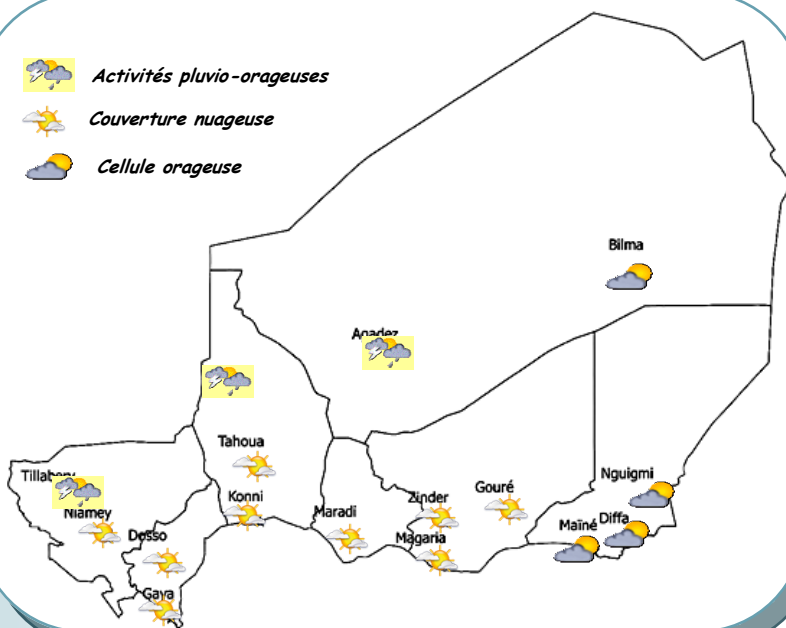 Activités pluvio-orageuses
Couverture nuageuse
Cellule orageuse
Bilma
Agadez
Tahoua
Tillabery
Nguigmi
Gouré
Konni
Zinder
Niamey
Maradi
Maïné
Diffa
Dosso
Magaria
Gaya